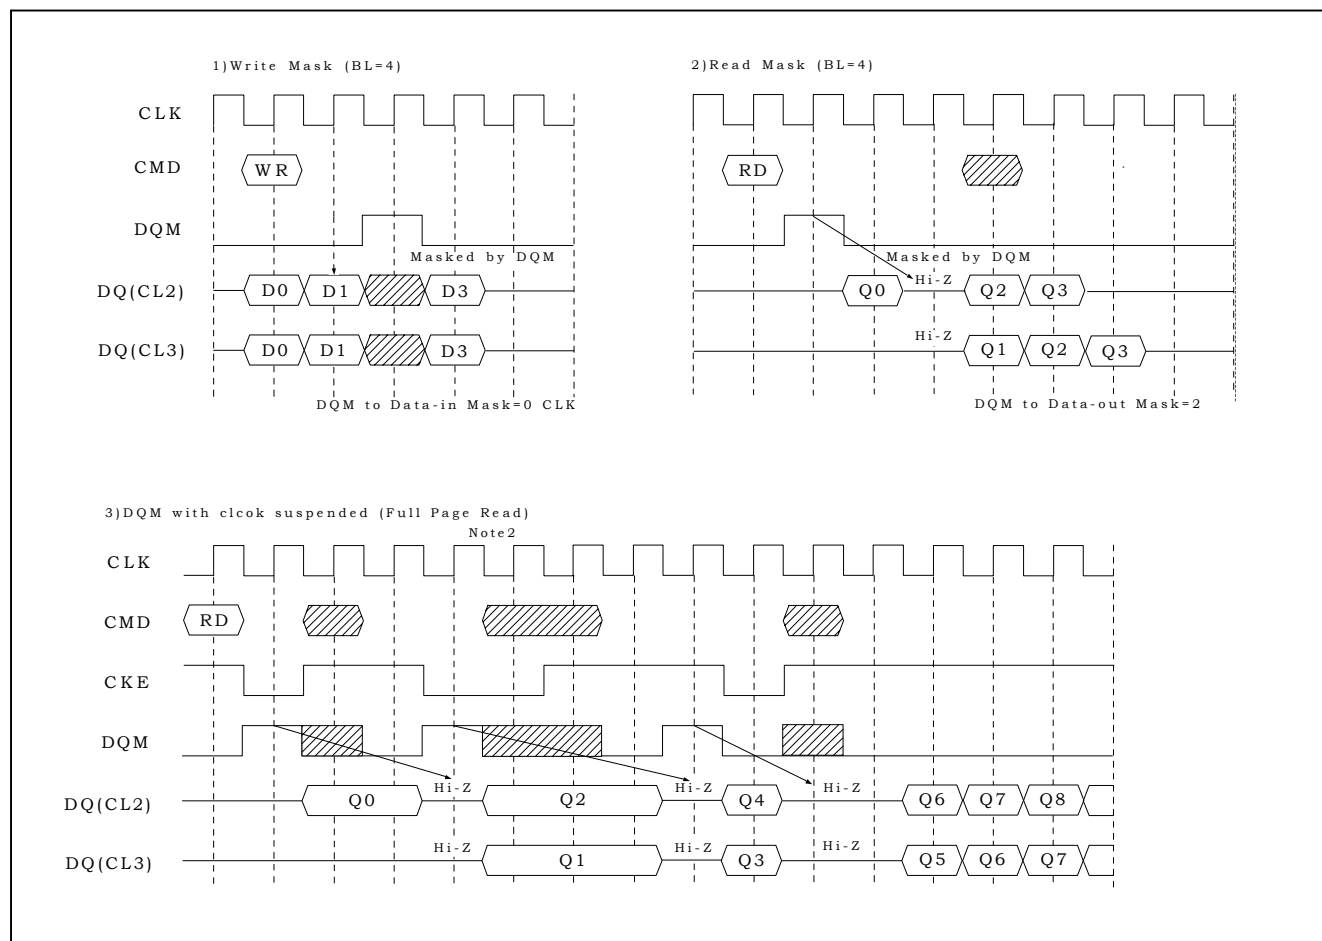 1)Write Mask (BL=4)
2)Read Mask (BL=4)
CLK
CMD WR RD
DQM
Masked by DQM Masked by DQM
DQ(CL2) D0 D1 D3 Q0 Hi-Z Q2 Q3
DQ(CL3) D0 D1 D3 Hi-Z Q1 Q2 Q3
DQM to Data-in Mask=0 CLK DQM to Data-out Mask=2
3)DQM with clcok suspended (Full Page Read)
Note2
CLK
CMD RD
CKE
DQM
DQ(CL2) Q0 Hi-Z Q2 Hi-Z Q4 Hi-Z Q6 Q7 Q8
DQ(CL3) Hi-Z Q1 Hi-Z Q3 Hi-Z Q5 Q6 Q7